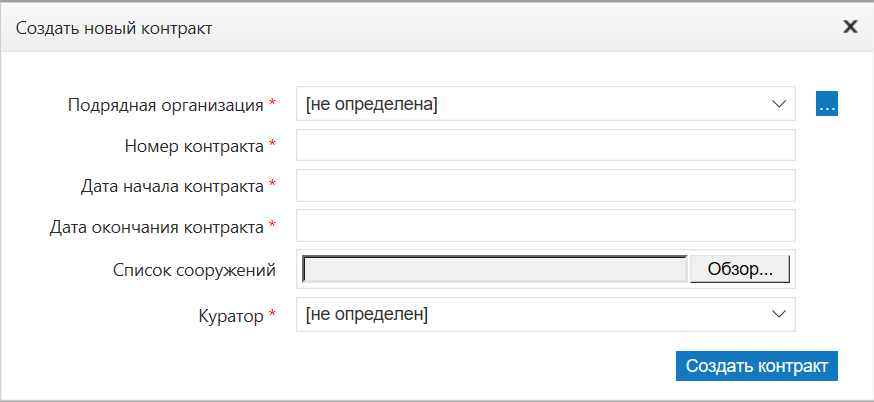 Создать новый контракт
Подрядная организация * [не определена] ...
Номер контракта *
Дата начала контракта *
Дата окончания контракта *
Список сооружений Обзор...
Куратор * [не определен]
Создать контракт